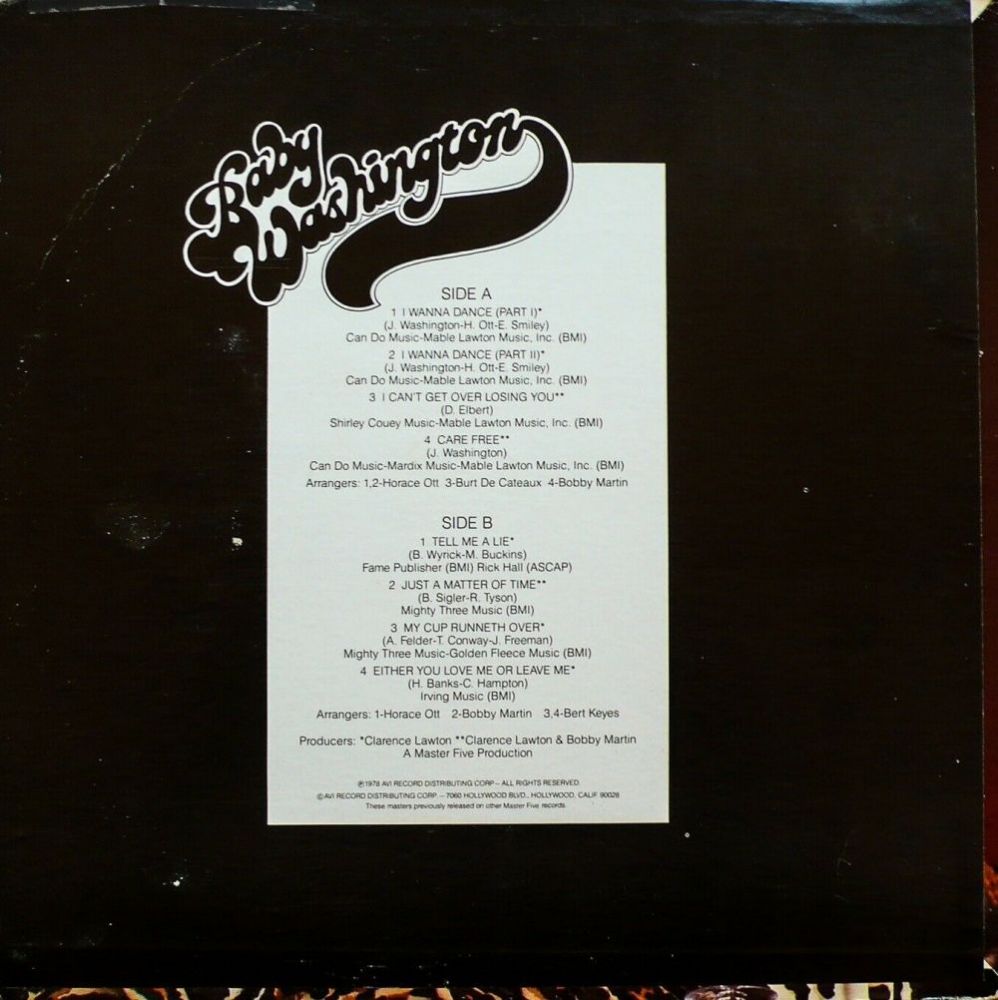 Baby
Washington
SIDE A
1 I WANNA DANCE (PART I)*
(J. Washington-H. Ott-E. Smiley)
Can Do Music-Mable Lawton Music, Inc. (BMI)
2 I WANNA DANCE (PART II)*
(J. Washington-H. Ott-E. Smiley)
Can Do Music-Mable Lawton Music, Inc. (BMI)
3 I CAN'T GET OVER LOSING YOU**
(D. Elbert)
Shirley Couey Music-Mable Lawton Music, Inc. (BMI)
4 CARE FREE**
(J. Washington)
Can Do Music-Mardix Music-Mable Lawton Music, Inc. (BMI)
Arrangers: 1,2-Horace Ott 3-Burt De Cateaux 4-Bobby Martin
SIDE B
1 TELL ME A LIE*
(B. Wyrick-M. Buckins)
Fame Publisher (BMI) Rick Hall (ASCAP)
2 JUST A MATTER OF TIME**
(B. Sigler-R. Tyson)
Mighty Three Music (BMI)
3 MY CUP RUNNETH OVER*
(A. Felder-T. Conway-J. Freeman)
Mighty Three Music-Golden Fleece Music (BMI)
4 EITHER YOU LOVE ME OR LEAVE ME*
(H. Banks-C. Hampton)
Irving Music (BMI)
Arrangers: 1-Horace Ott 2-Bobby Martin 3,4-Bert Keyes
Producers: *Clarence Lawton **Clarence Lawton & Bobby Martin
A Master Five Production
℗1978 AVI RECORD DISTRIBUTING CORP – ALL RIGHTS RESERVED.
©AVI RECORD DISTRIBUTING CORP. – 7060 HOLLYWOOD BLVD., HOLLYWOOD, CALIF 90028
These masters previously released on other Master Five records.